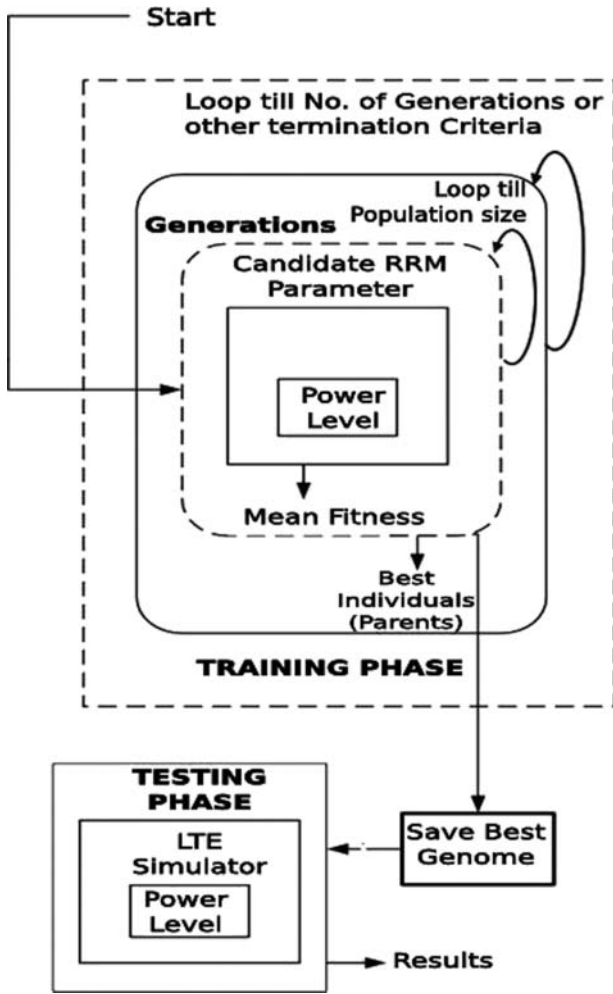 Start
Loop till No. of Generations or
other termination Criteria
Loop till
Population size
Generations
Candidate RRM
Parameter
Power
Level
Mean Fitness
Best
Individuals
(Parents)
TRAINING PHASE
TESTING
PHASE
LTE
Simulator
Power
Level
Save Best
Genome
Results